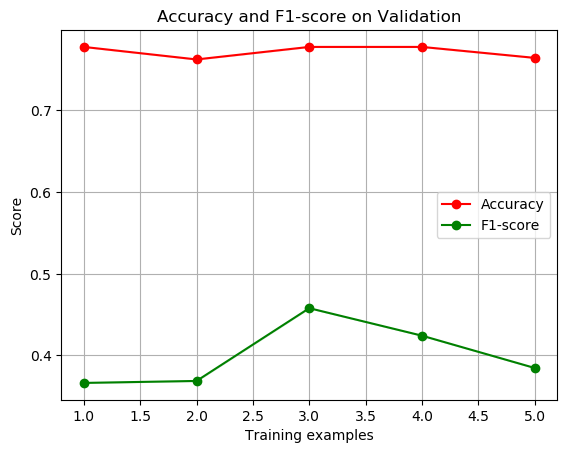 Accuracy and F1-score on Validation
Score
0.7
0.6
0.5
0.4
Accuracy
F1-score
1.0 1.5 2.0 2.5 3.0 3.5 4.0 4.5 5.0
Training examples